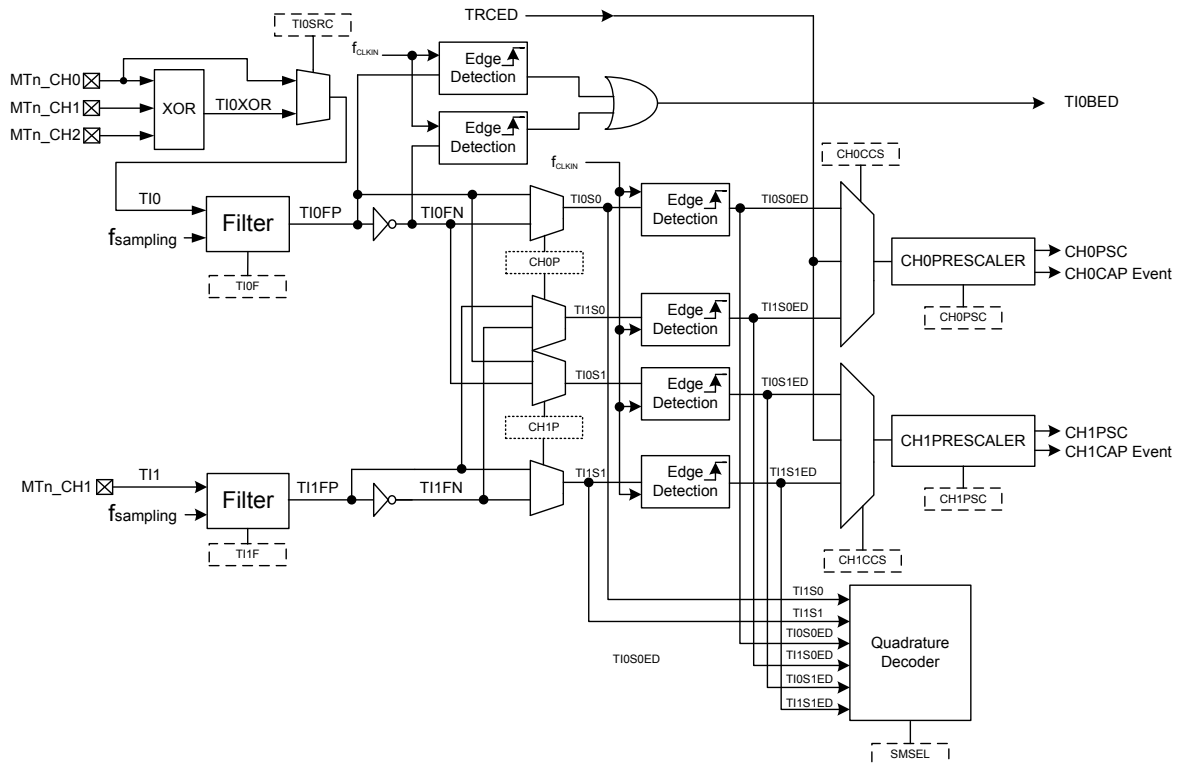 TRCED
TI0SRC
fCLKIN
Edge
Detection
MTn_CH0
MTn_CH1
MTn_CH2
XOR
TI0XOR
TI0BED
Edge
Detection
fCLKIN
CH0CCS
TI0
Filter
fsampling
TI0FP
TI0FN
TI0S0
Edge
Detection
TI0S0ED
CH0P
TI0F
CH0PRESCALER
CH0PSC
CH0CAP Event
CH0PSC
TI1S0
Edge
Detection
TI1S0ED
TI0S1
Edge
Detection
TI0S1ED
CH1P
CH1PRESCALER
CH1PSC
CH1CAP Event
CH1PSC
MTn_CH1
TI1
Filter
fsampling
TI1FP
TI1FN
TI1S1
Edge
Detection
TI1S1ED
TI1F
CH1CCS
TI1S0
TI1S1
TI0S0ED
TI1S0ED
TI0S1ED
TI1S1ED
Quadrature
Decoder
TI0S0ED
SMSEL